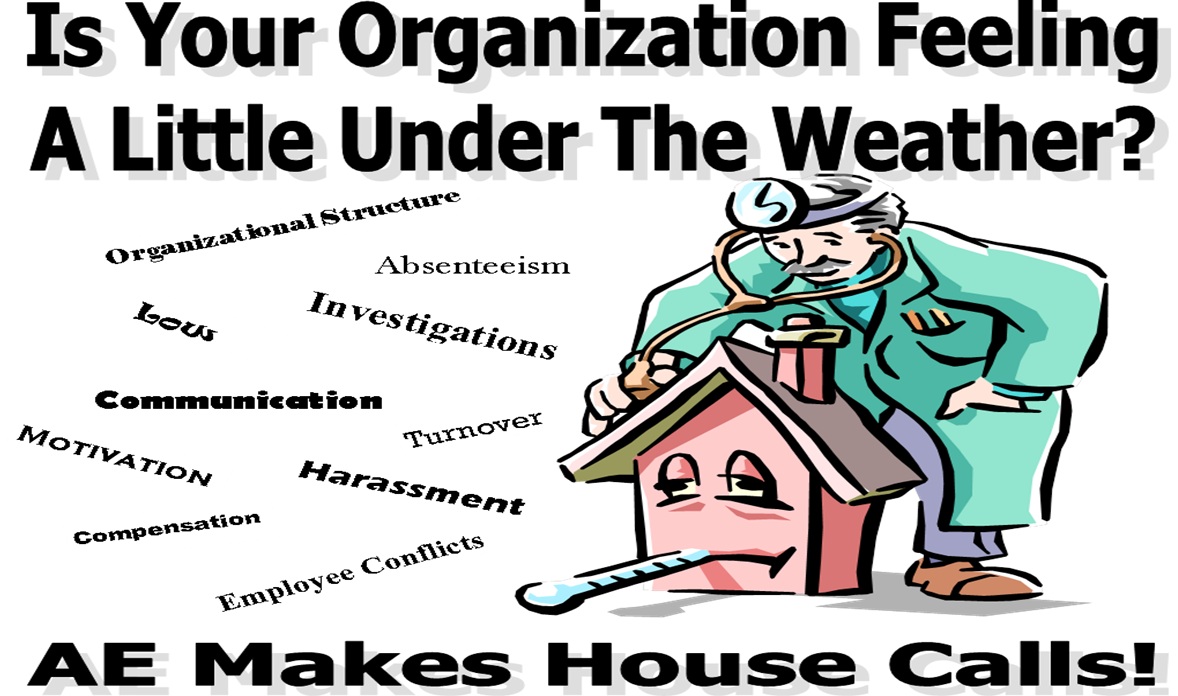 Is Your Organization Feeling
A Little Under The Weather?
Organizational Structure
Absenteeism
Investigations
Communication
Turnover
MOTIVATION
Harassment
Compensation
Employee Conflicts
AE Makes House Calls!